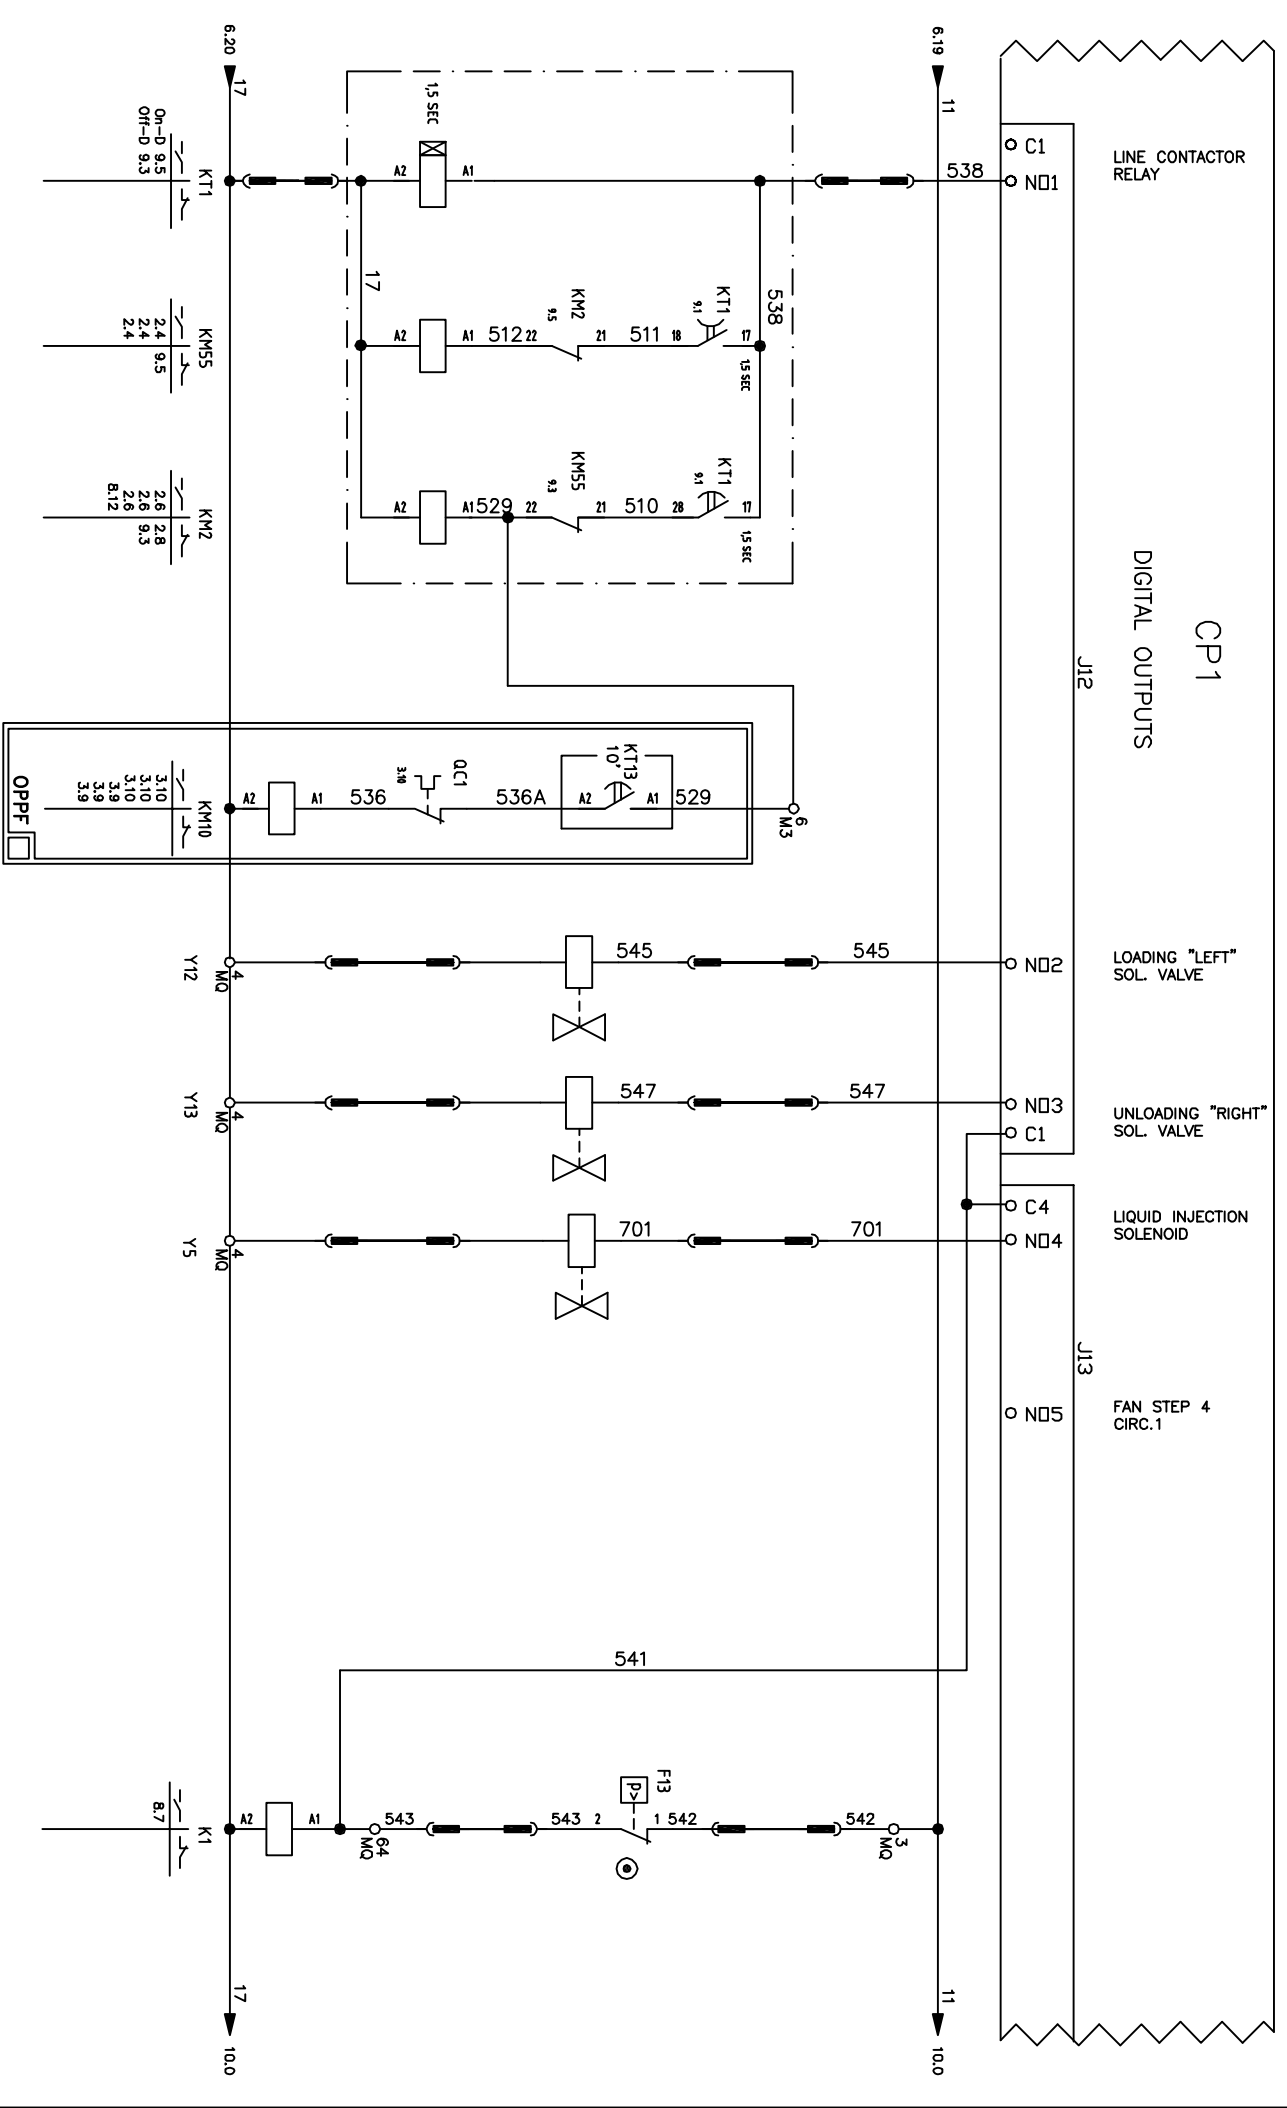 6.20
17
6.19
11
C1
NO1
LINE CONTACTOR
RELAY
1,5 SEC
On-D 9.5
Off-D 9.3
KT1
A2
A1
538
17
538
2.4
2.4
2.4
9.5
KM55
A2
A1
512
22
9.5
KM2
21
511
18
9.1
KT1
17
1,5 SEC
2.6
2.6
2.6
8.12
2.8
9.3
KM2
A2
A1
529
22
9.3
KM55
21
510
28
9.1
KT1
17
1,5 SEC
CP1
DIGITAL OUTPUTS
J12
OPPF
3.10
3.10
3.10
3.9
3.9
3.9
KM10
A2
A1
536
3.10
QC1
536A
KT13
10"
A2
A1
529
6
M3
Y12
4
MQ
545
545
NO2
LOADING "LEFT"
SOL. VALVE
Y13
4
MQ
547
547
NO3
C1
UNLOADING "RIGHT"
SOL. VALVE
Y5
4
MQ
701
701
C4
NO4
LIQUID INJECTION
SOLENOID
J13
NO5
FAN STEP 4
CIRC.1
541
8.7
K1
A2
A1
64
MQ
543
543
2
F13
P>
1
542
542
3
MQ
17
10.0
11
10.0